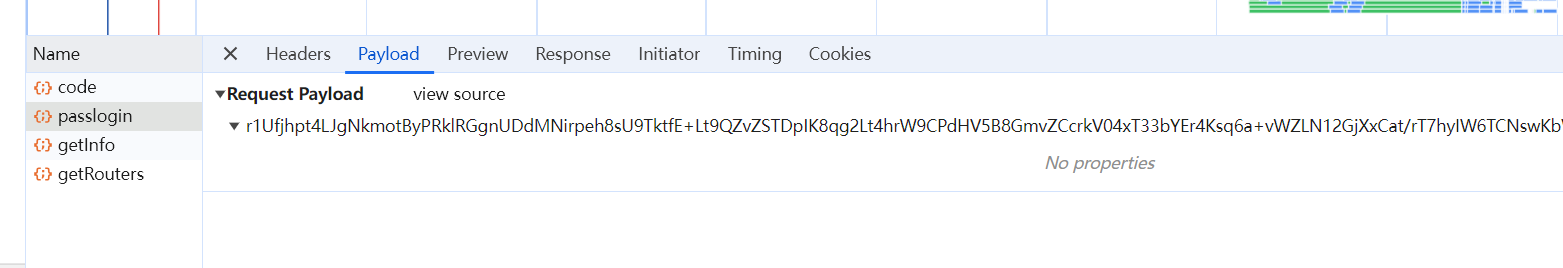 Name
Headers Payload Preview Response Initiator Timing Cookies
code
passlogin
getInfo
getRouters
Request Payload view source
r1Ufjhpt4LJgNkmotByPRklRGgnUDdMNirpeh8sU9TktfE+Lt9QZvZSTDpIK8qg2Lt4hrW9CPdHV5B8GmvZCcrkV04xT33bYEr4Ksq6a+vWZLN12GjXxCat/rT7hyIW6TCNswKb
No properties